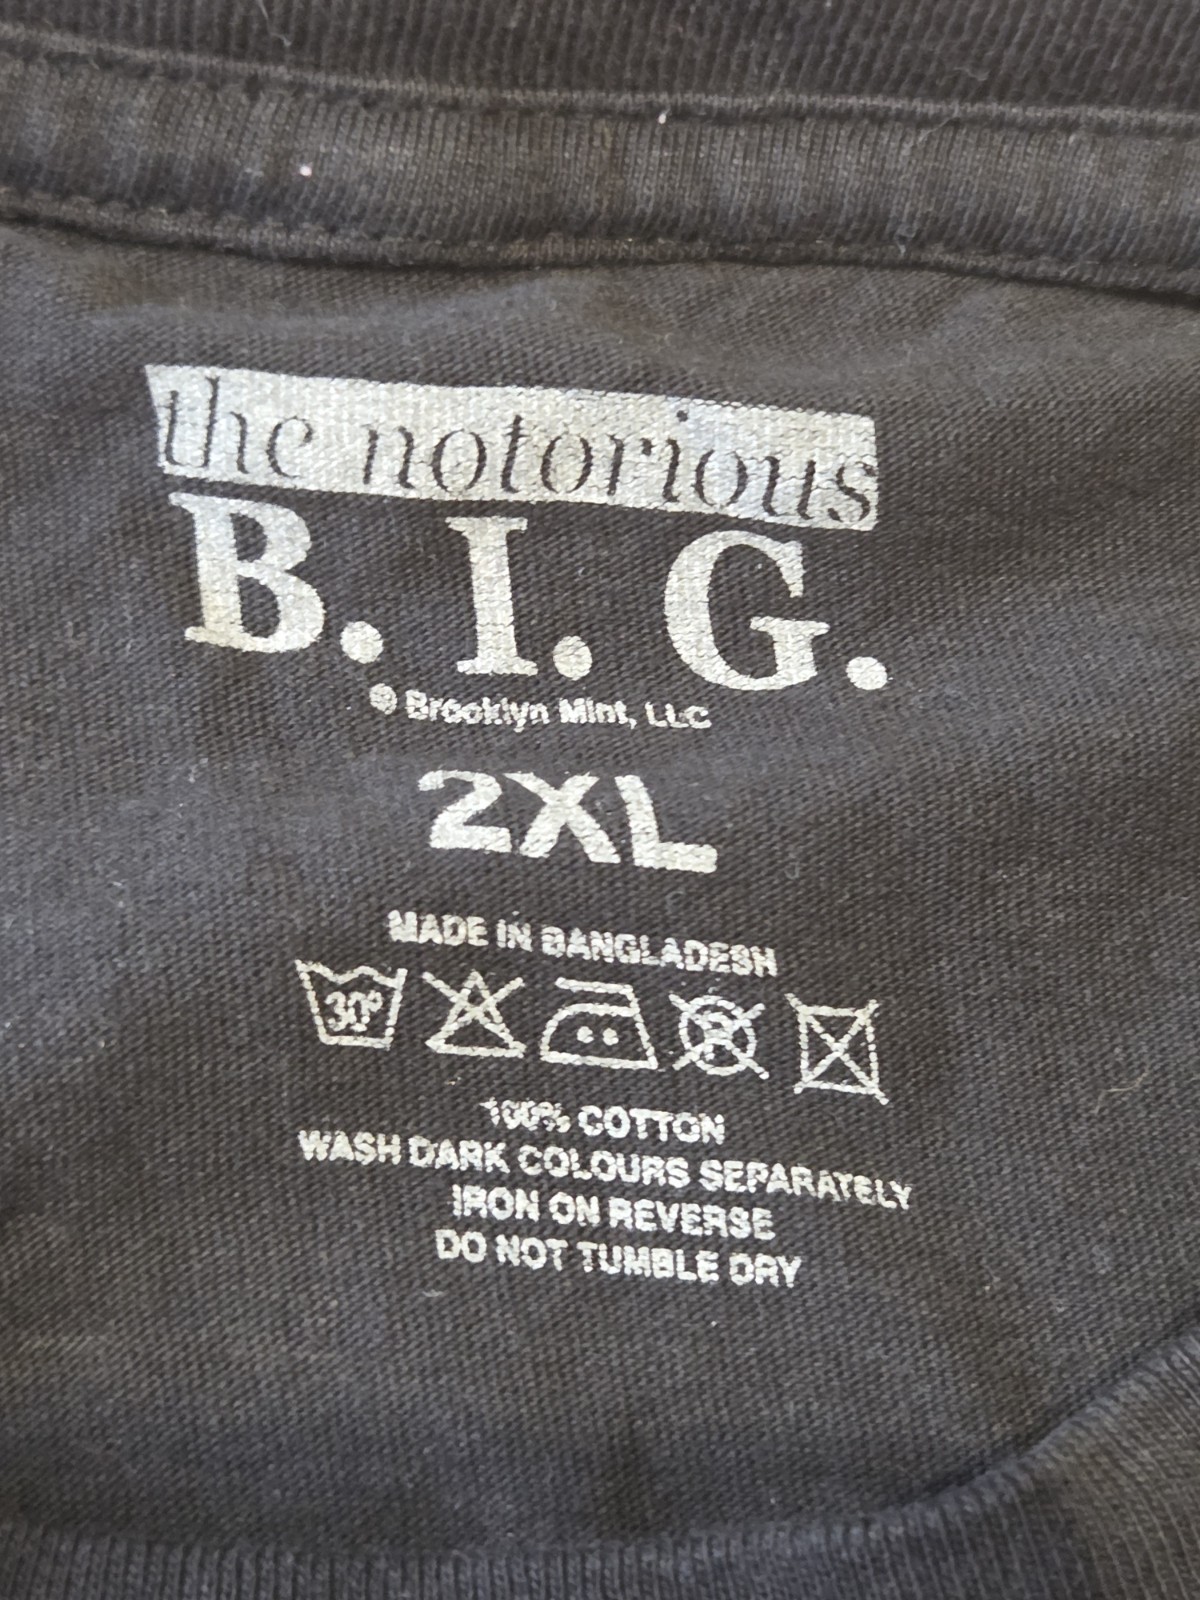 the notorious
B. I. G.
© Brooklyn Mint, LLC
2XL
MADE IN BANGLADESH
30° P
100% COTTON
WASH DARK COLOURS SEPARATELY
IRON ON REVERSE
DO NOT TUMBLE DRY